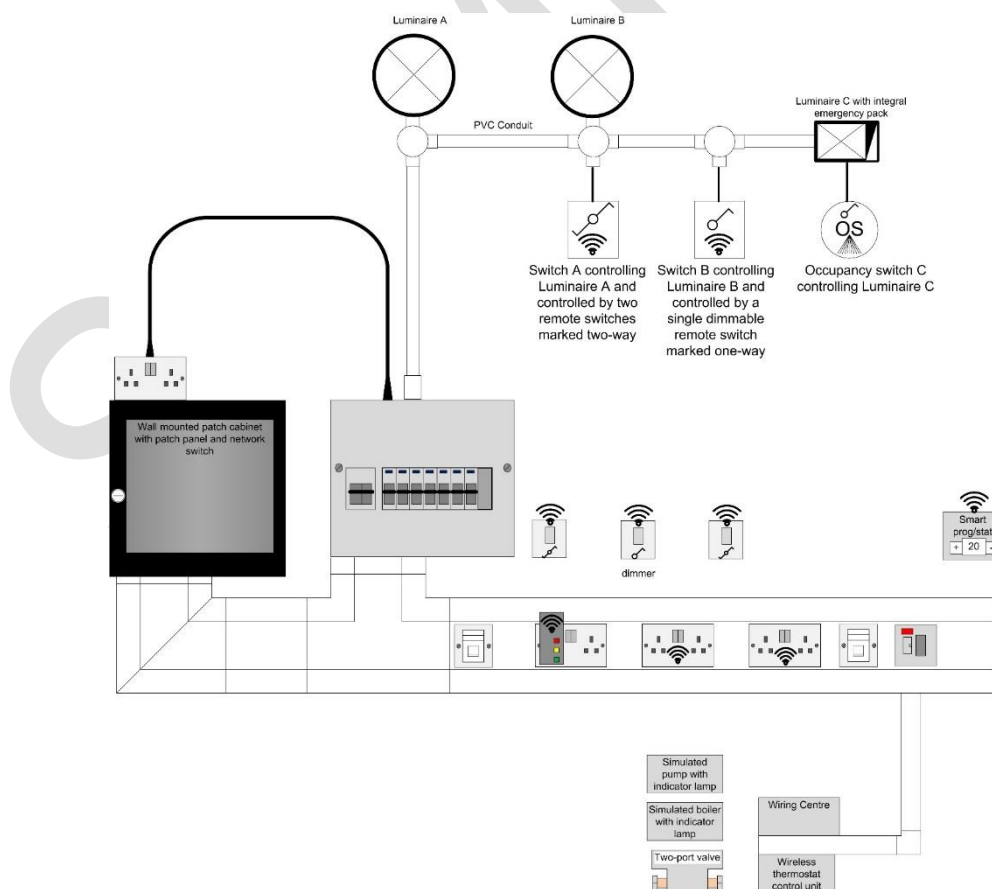 Luminaire A
Luminaire B
Luminaire C with integral
emergency pack
PVC Conduit
OS
Switch A controlling
Luminaire A and
controlled by two
remote switches
marked two-way
Switch B controlling
Luminaire B and
controlled by a
single dimmable
remote switch
marked one-way
Occupancy switch C
controlling Luminaire C
Wall mounted patch cabinet
with patch panel and network
switch
Smart
prog/stat
+ 20
dimmer
Simulated
pump with
indicator lamp
Simulated boiler
with indicator
lamp
Two-port valve
Wiring Centre
Wireless
thermostat
control unit